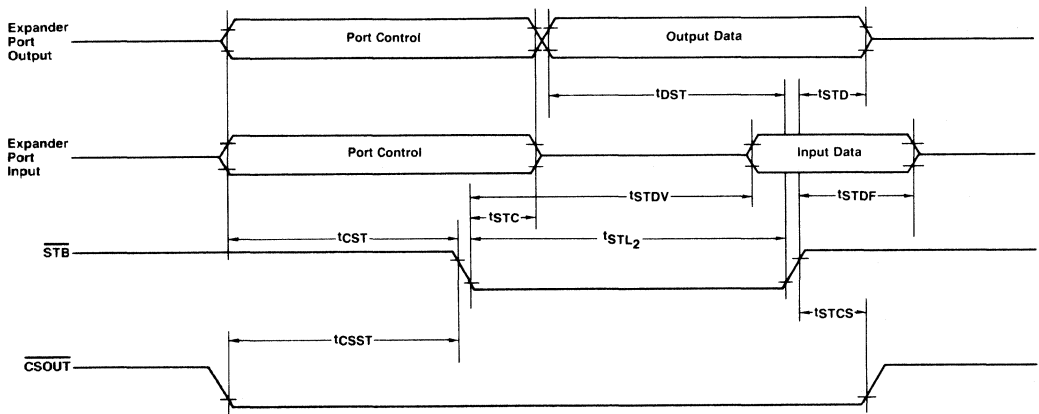 Expander
Port
Output
Port Control
Output Data
tDST
tSTD
Expander
Port
Input
Port Control
Input Data
tSTDV
tSTDF
tSTC
tCST
tSTL2
STB
tSTCS
tCSST
CSOUT